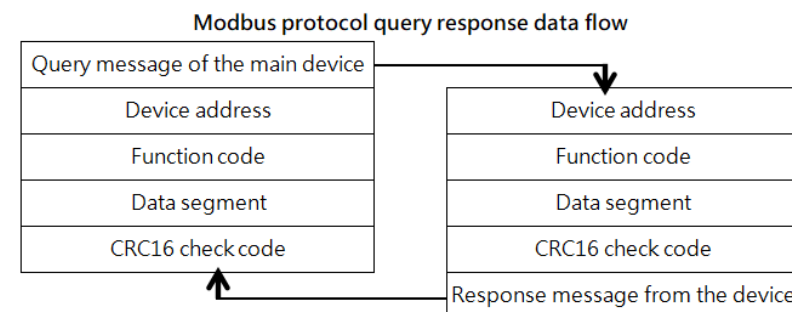 Modbus protocol query response data flow
Query message of the main device
Device address
Function code
Data segment
CRC16 check code
Device address
Function code
Data segment
CRC16 check code
Response message from the device